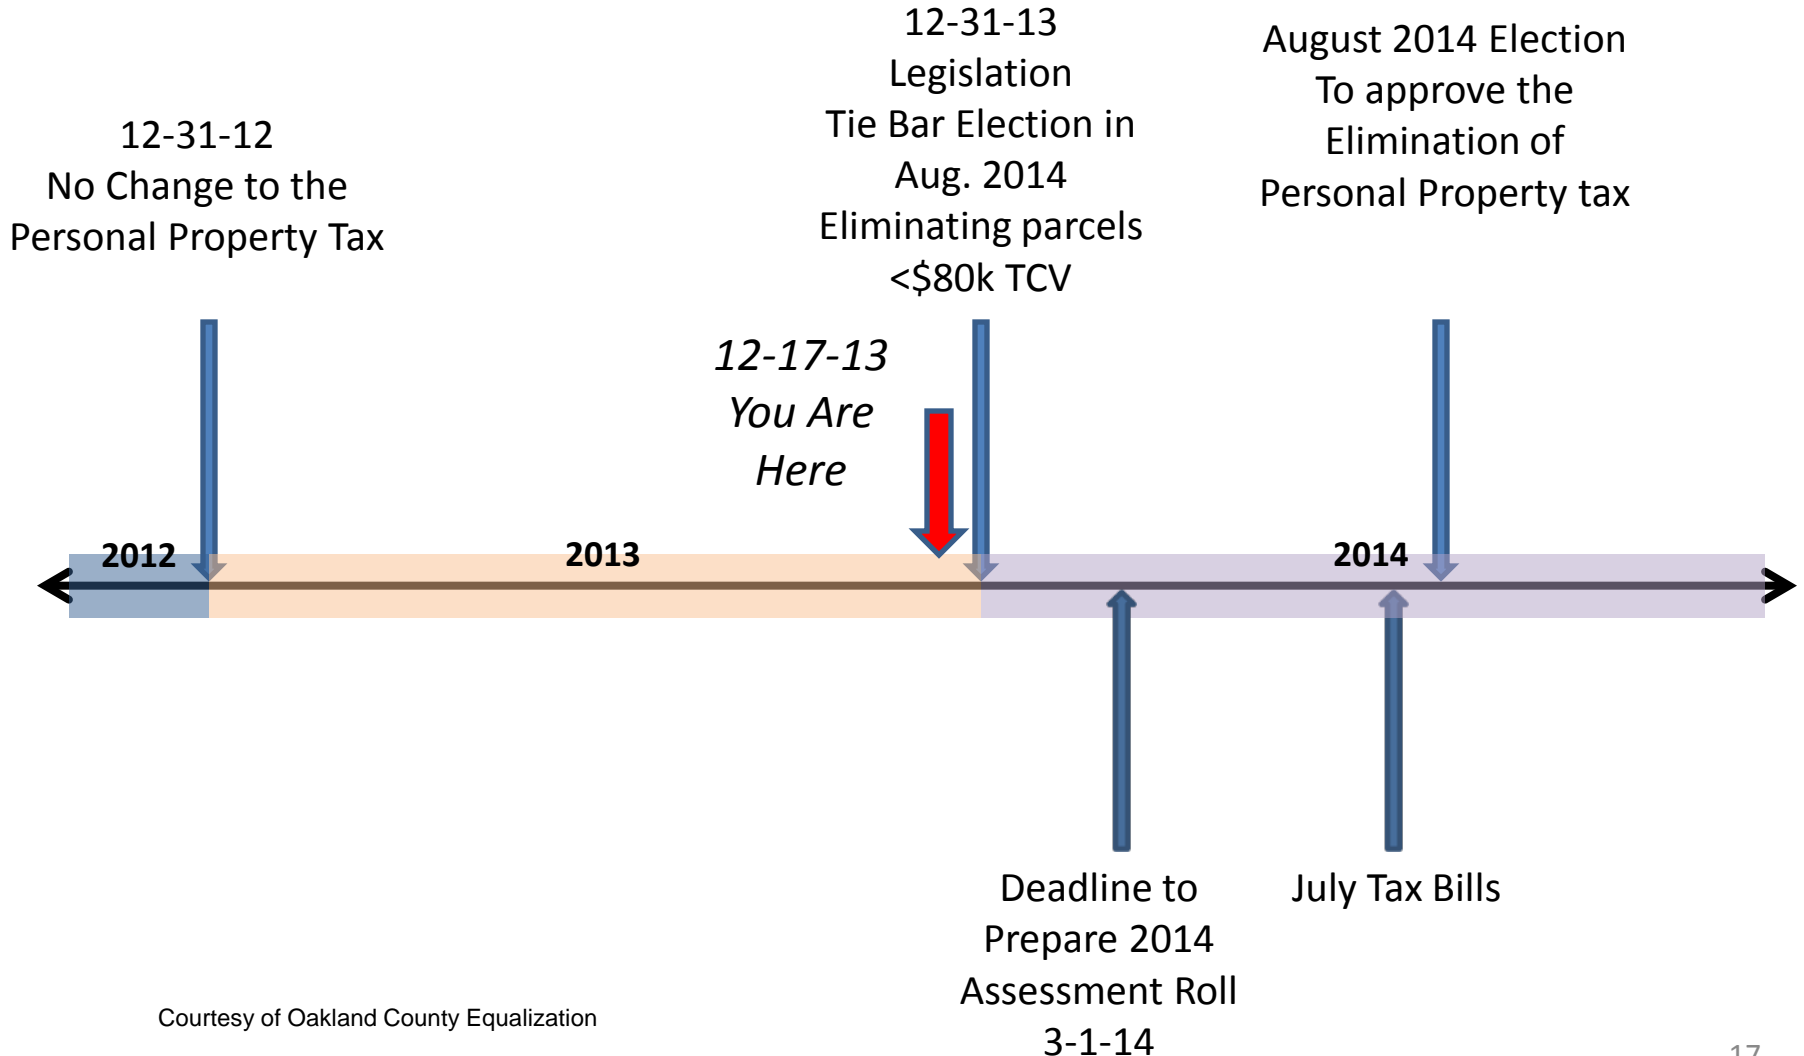 12-31-12
No Change to the
Personal Property Tax
12-31-13
Legislation
Tie Bar Election in
Aug. 2014
Eliminating parcels
<$80k TCV
August 2014 Election
To approve the
Elimination of
Personal Property tax
12-17-13
You Are
Here
2012
2013
2014
Deadline to
Prepare 2014
Assessment Roll
3-1-14
July Tax Bills
Courtesy of Oakland County Equalization
17